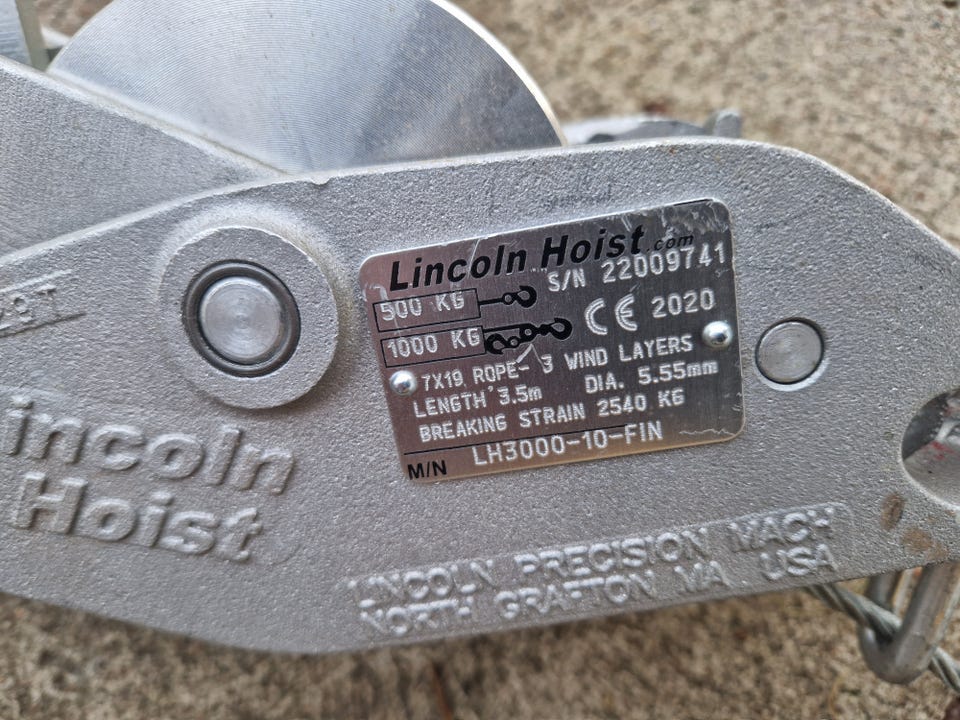 Lincoln Hoist.com
S/N 22009741
500 KG
1000 KG
CE 2020
7X19 ROPE- 3 WIND LAYERS
LENGTH 3.5m DIA. 5.55mm
BREAKING STRAIN 2540 KG
M/N LH3000-10-FIN
Lincoln
Hoist
LINCOLN PRECISION MACH
NORTH GRAFTON MA USA